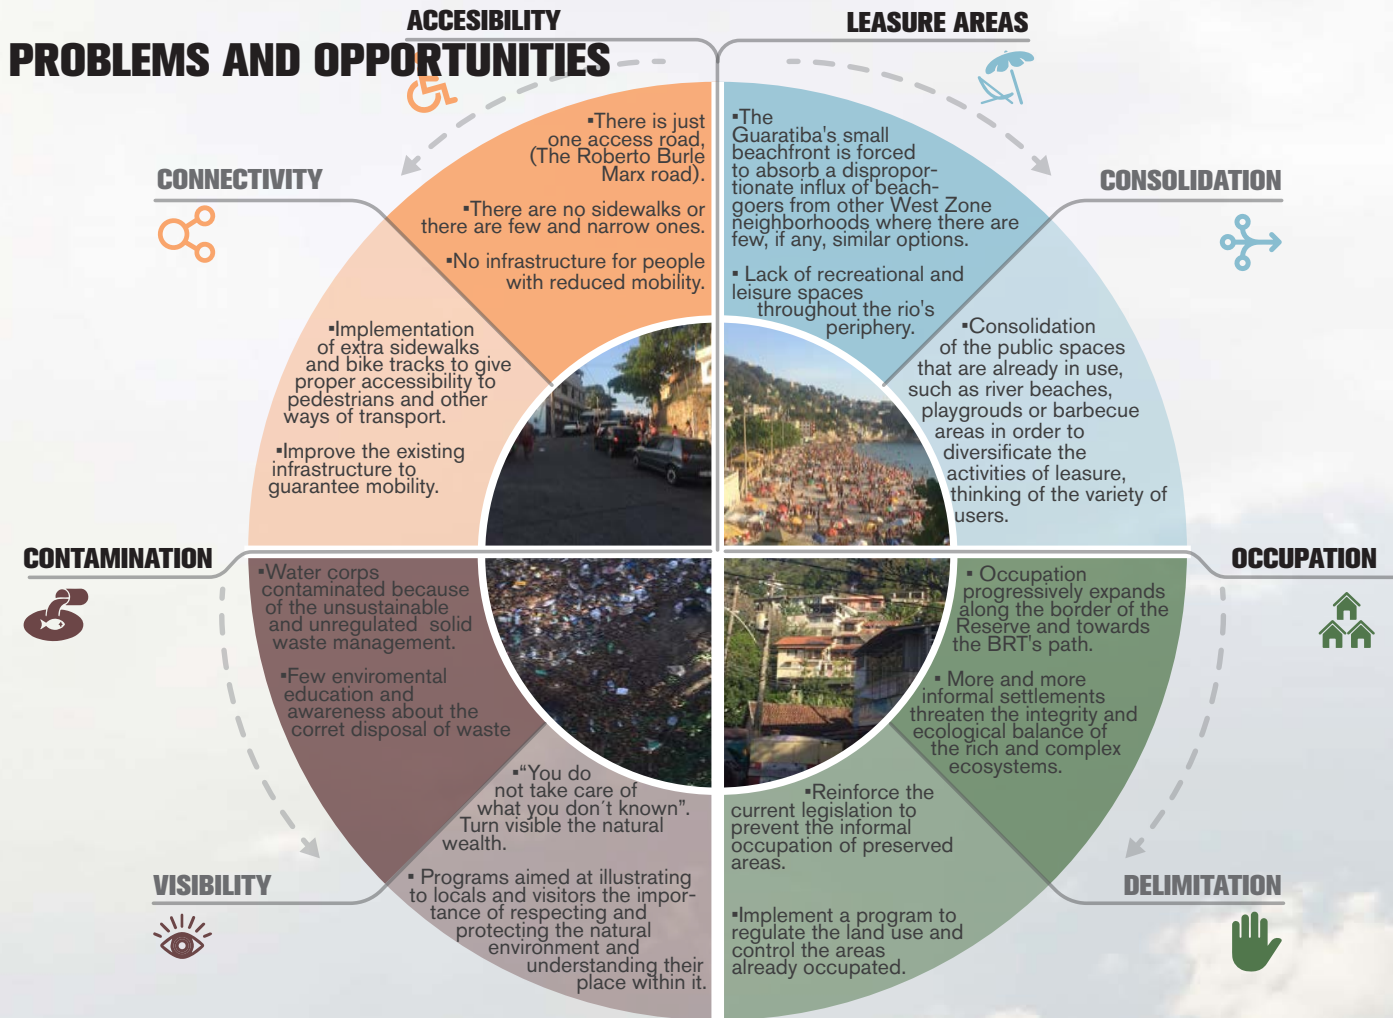 ACCESIBILITY
PROBLEMS AND OPPORTUNITIES
▪There is just
one access road,
(The Roberto Burle
Marx road).
▪There are no sidewalks or
there are few and narrow ones.
▪No infrastructure for people
with reduced mobility.
CONNECTIVITY
▪Implementation
of extra sidewalks
and bike tracks to give
proper accessibility to
pedestrians and other
ways of transport.
▪Improve the existing
infrastructure to
guarantee mobility.
LEASURE AREAS
▪The
Guaratiba's small
beachfront is forced
to absorb a dispropor-
tionate influx of beach-
goers from other West Zone
neighborhoods where there are
few, if any, similar options.
▪ Lack of recreational and
leisure spaces
throughout the rio's
periphery.
CONSOLIDATION
▪Consolidation
of the public spaces
that are already in use,
such as river beaches,
playgrouds or barbecue
areas in order to
diversificate the
activities of leasure,
thinking of the variety of
users.
CONTAMINATION
▪Water corps
contaminated because
of the unsustainable
and unregulated solid
waste management.
▪Few enviromental
education and
awareness about the
corret disposal of waste
VISIBILITY
▪“You do
not take care of
what you don´t known”.
Turn visible the natural
wealth.
▪ Programs aimed at illustrating
to locals and visitors the impor-
tance of respecting and
protecting the natural
environment and
understanding their
place within it.
OCCUPATION
▪ Occupation
progressively expands
along the border of the
Reserve and towards
the BRT's path.
▪ More and more
informal settlements
threaten the integrity and
ecological balance of
the rich and complex
ecosystems.
DELIMITATION
▪Reinforce the
current legislation to
prevent the informal
occupation of preserved
areas.
▪Implement a program to
regulate the land use and
control the areas
already occupated.